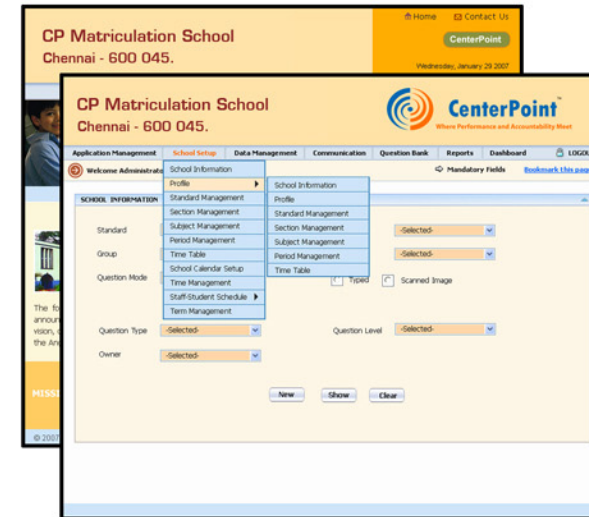 Home Contact Us
CP Matriculation School
CenterPoint
Chennai - 600 045.
Wednesday, January 29 2007
CP Matriculation School
Chennai - 600 045.
CenterPoint
Where Performance and Accountability Meet
Application Management School Setup Data Management Communication Question Bank Reports Dashboard LOGOU
Welcome Administrato Mandatory Fields Bookmark this page
School Information
Profile
Standard Management
Section Management
Subject Management
Period Management
Time Table
School Calendar Setup
Time Management
Staff-Student Schedule
Term Management
School Information
Profile
Standard Management
Section Management
Subject Management
Period Management
Time Table
SCHOOL INFORMATION
Standard -Selected-
Group -Selected-
Question Mode Typed Scanned Image
Question Type -Selected- Question Level -Selected-
Owner -Selected-
New Show Clear
The fo
announ
vision, c
the An
MISSI
© 2007